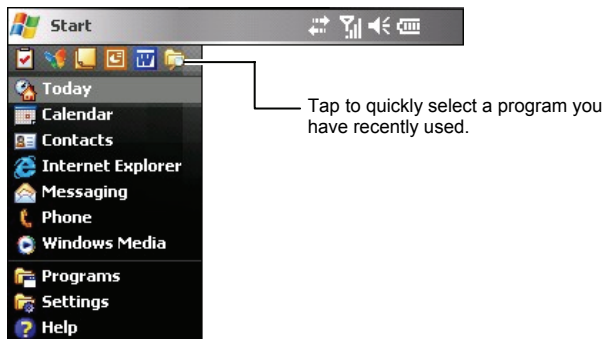 Start
Today
Calendar
Contacts
Internet Explorer
Messaging
Phone
Windows Media
Programs
Settings
Help
Tap to quickly select a program you
have recently used.